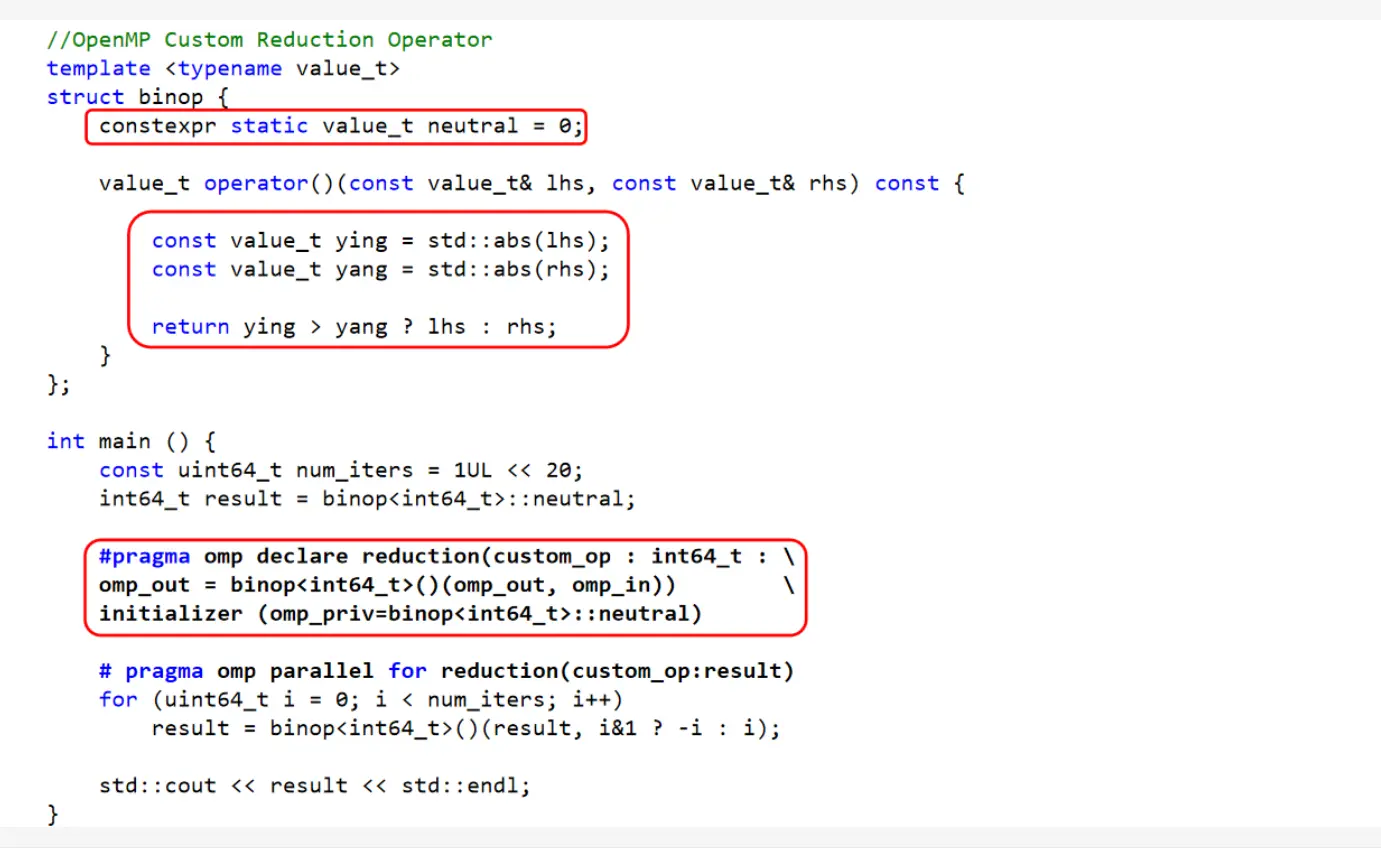 //OpenMP Custom Reduction Operator
template <typename value_t>
struct binop {
constexpr static value_t neutral = 0;
value_t operator()(const value_t& lhs, const value_t& rhs) const {
const value_t ying = std::abs(lhs);
const value_t yang = std::abs(rhs);
return ying > yang ? lhs : rhs;
}
};
int main () {
const uint64_t num_iters = 1UL << 20;
int64_t result = binop<int64_t>::neutral;
#pragma omp declare reduction(custom_op : int64_t : \
omp_out = binop<int64_t>()(omp_out, omp_in)) \
initializer (omp_priv=binop<int64_t>::neutral)
# pragma omp parallel for reduction(custom_op:result)
for (uint64_t i = 0; i < num_iters; i++)
result = binop<int64_t>()(result, i&1 ? -i : i);
std::cout << result << std::endl;
}